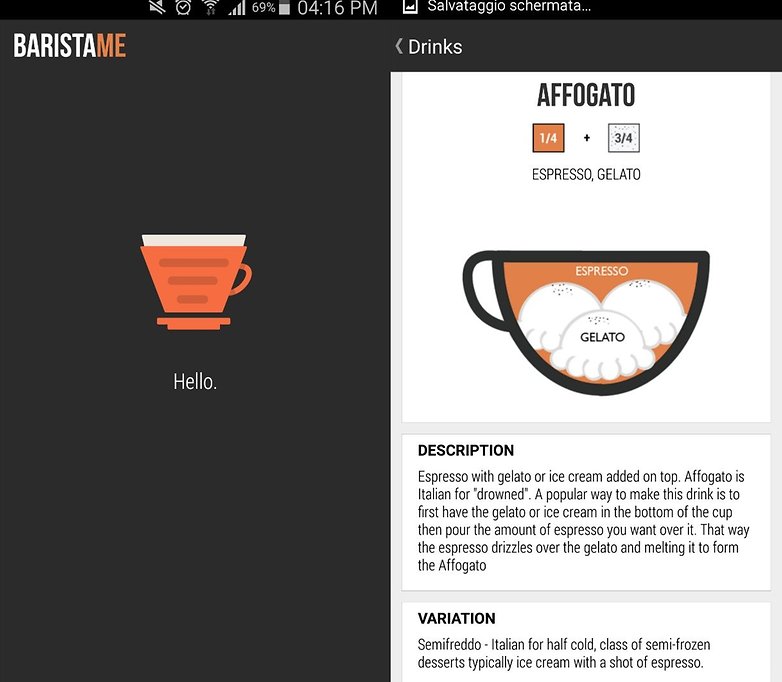 69% 04:16 PM
BARISTAME
Hello.
Salvataggio schermata...
Drinks
AFFOGATO
1/4 + 3/4
ESPRESSO, GELATO
ESPRESSO
GELATO
DESCRIPTION
Espresso with gelato or ice cream added on top. Affogato is
Italian for "drowned". A popular way to make this drink is to
first have the gelato or ice cream in the bottom of the cup
then pour the amount of espresso you want over it. That way
the espresso drizzles over the gelato and melting it to form
the Affogato
VARIATION
Semifreddo - Italian for half cold, class of semi-frozen
desserts typically ice cream with a shot of espresso.